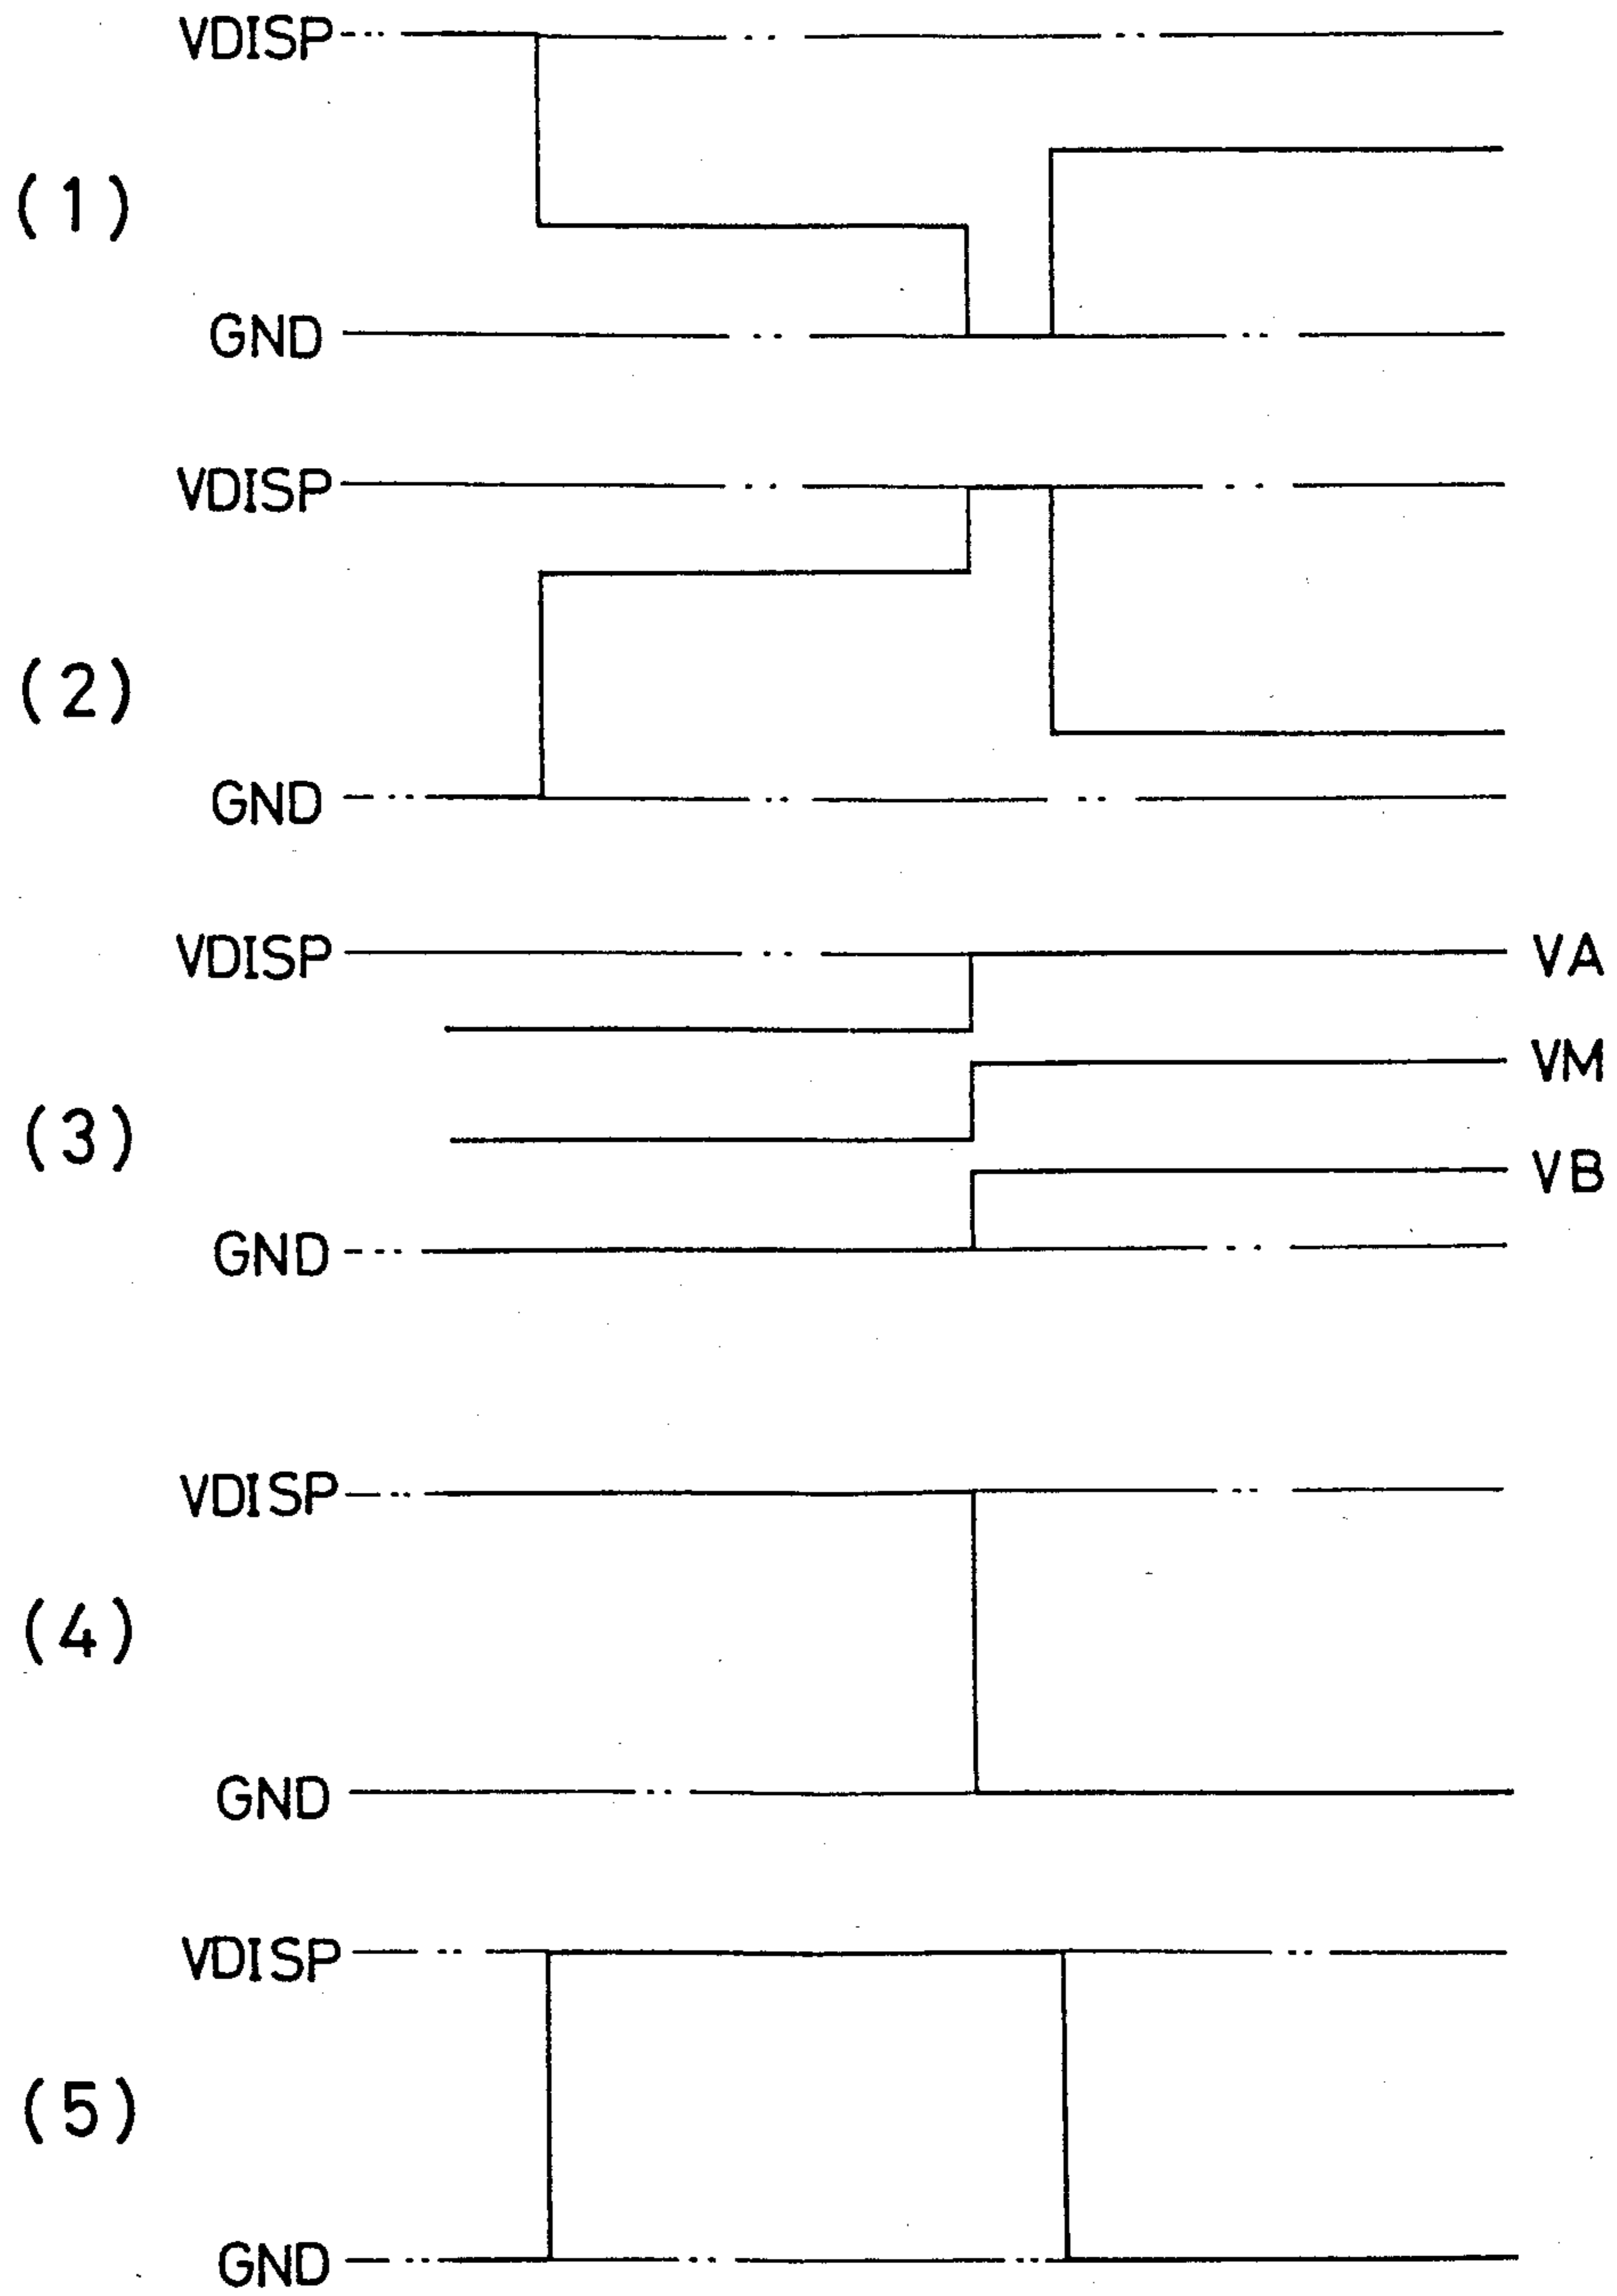 VDISP
(1)
GND
VDISP
(2)
GND
VDISP
VA
VM
(3)
VB
GND
VDISP
(4)
GND
VDISP
(5)
GND